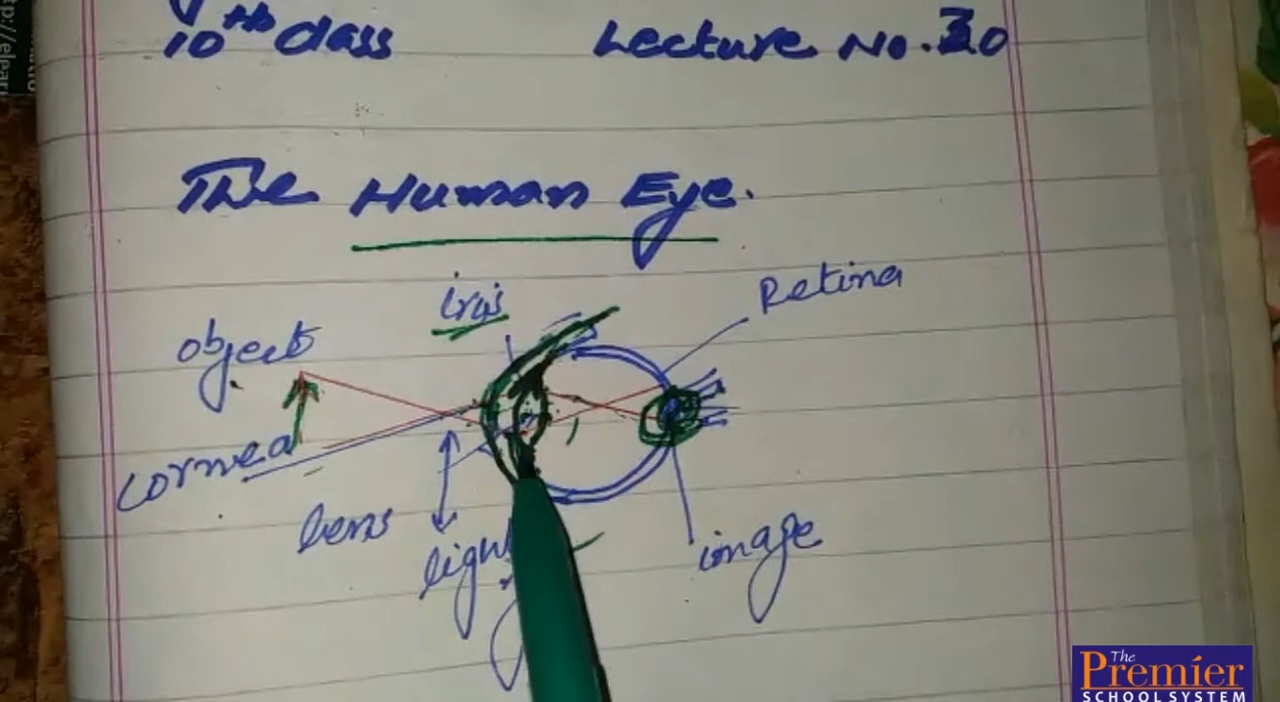 10th class Lecture No. 30
The Human Eye.
iris
Retina
object
cornea
lens
image
The
Premier
SCHOOL SYSTEM